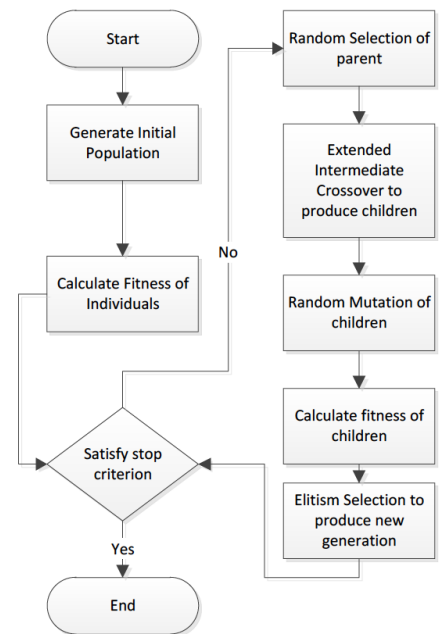 Start
Generate Initial
Population
Calculate Fitness of
Individuals
Satisfy stop
criterion
Yes
End
No
Random Selection of
parent
Extended
Intermediate
Crossover to
produce children
Random Mutation of
children
Calculate fitness of
children
Elitism Selection to
produce new
generation